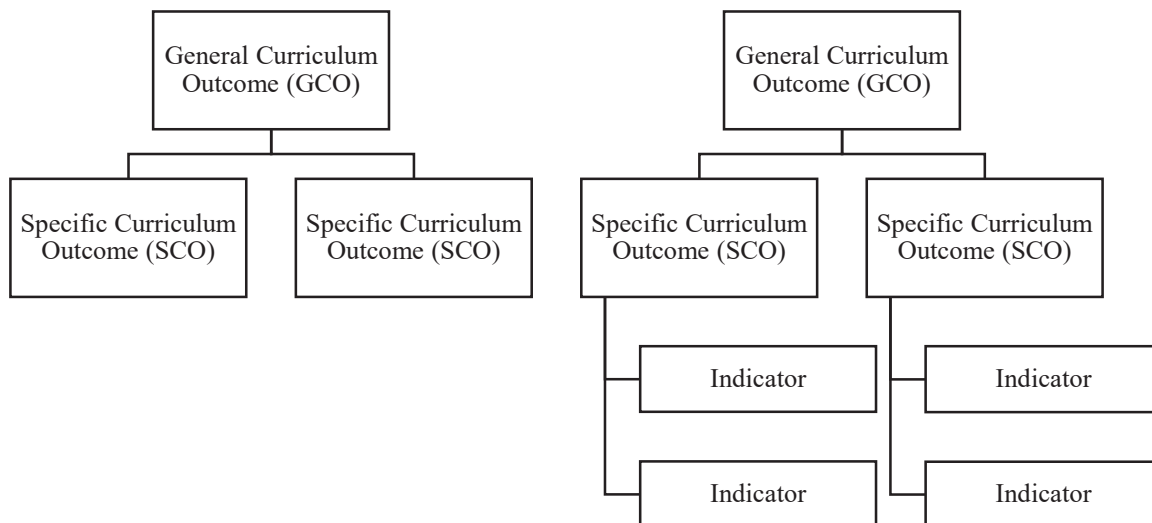 General Curriculum
Outcome (GCO)
General Curriculum
Outcome (GCO)
Specific Curriculum
Outcome (SCO)
Specific Curriculum
Outcome (SCO)
Specific Curriculum
Outcome (SCO)
Specific Curriculum
Outcome (SCO)
Indicator
Indicator
Indicator
Indicator